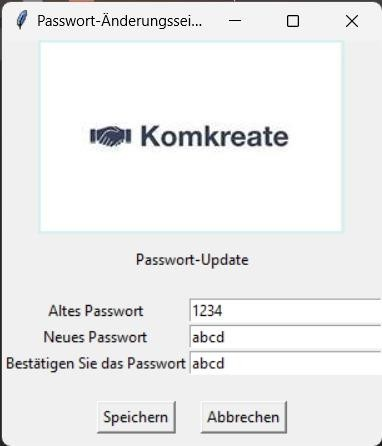 Passwort-Änderungssei...
Komkreate
Passwort-Update
Altes Passwort 1234
Neues Passwort abcd
Bestätigen Sie das Passwort abcd
Speichern Abbrechen